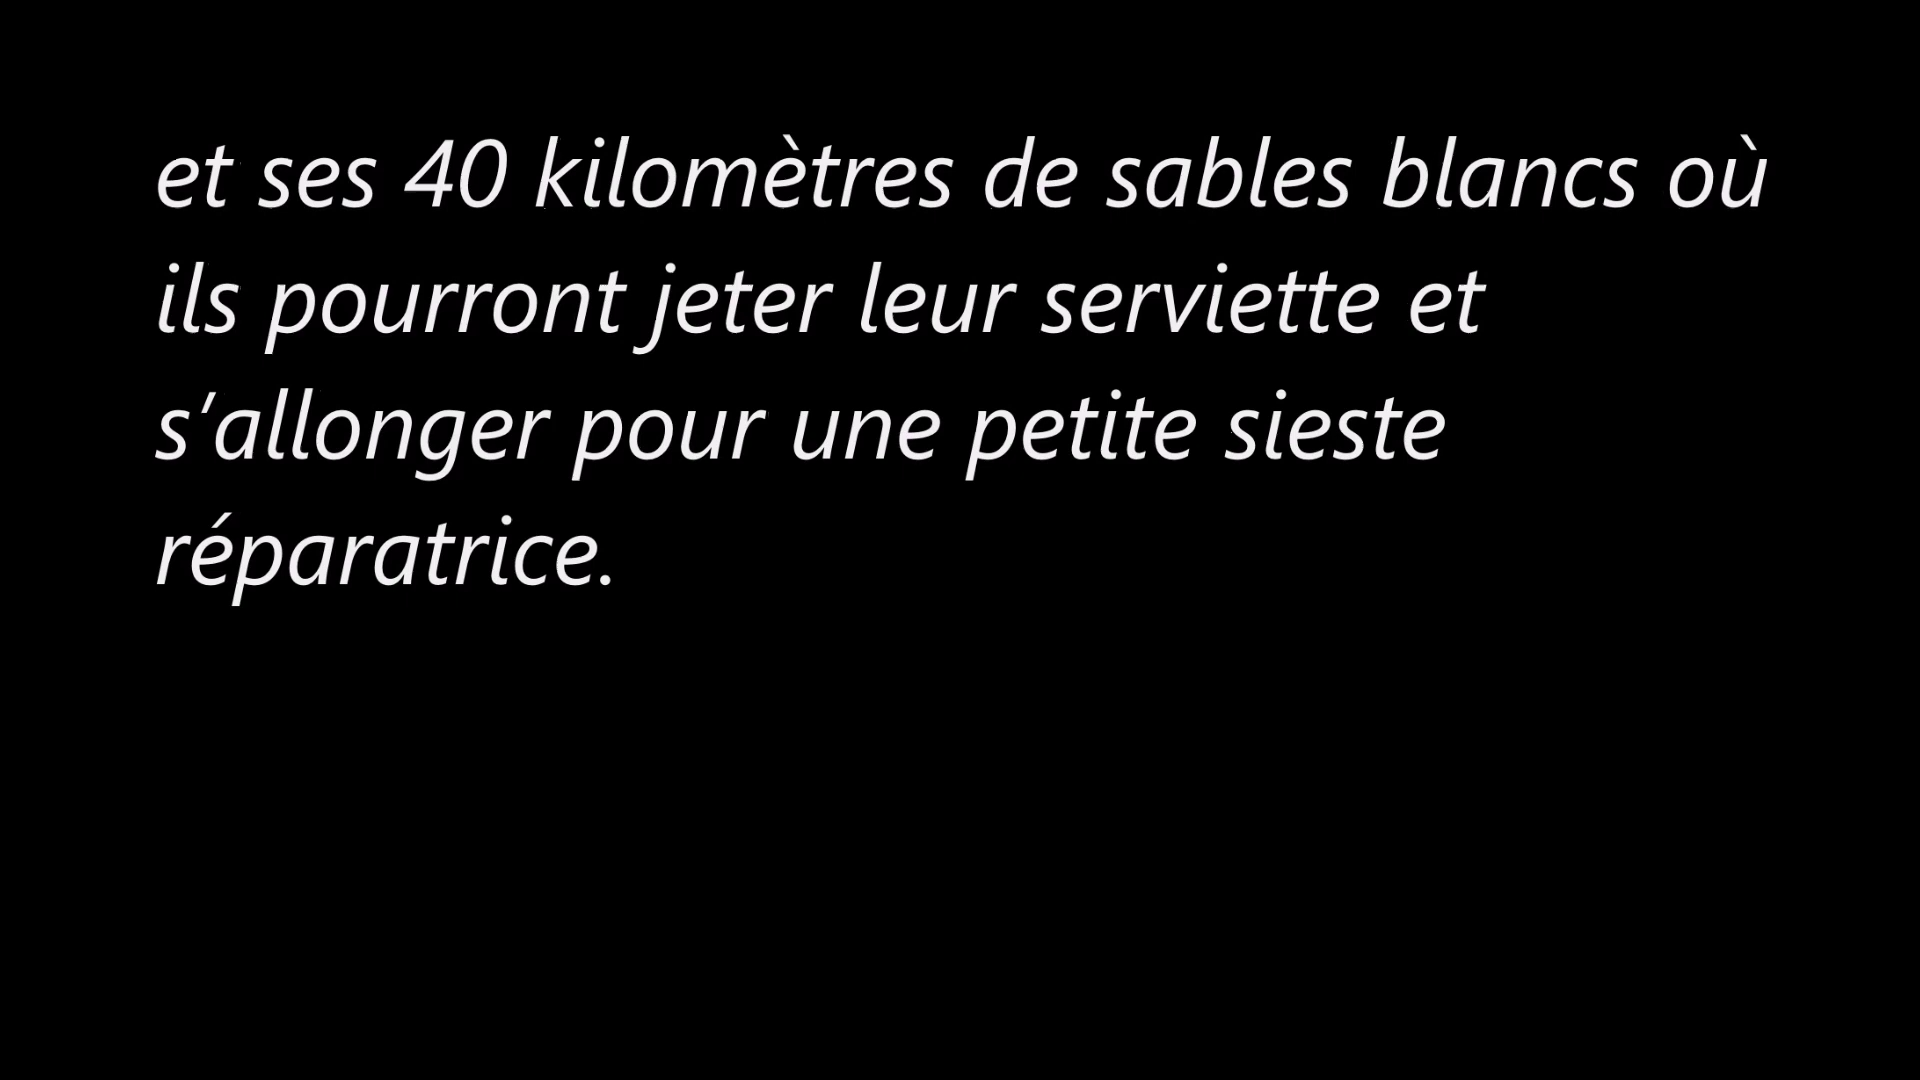 et ses 40 kilomètres de sables blancs où
ils pourront jeter leur serviette et
s’allonger pour une petite sieste
réparatrice.